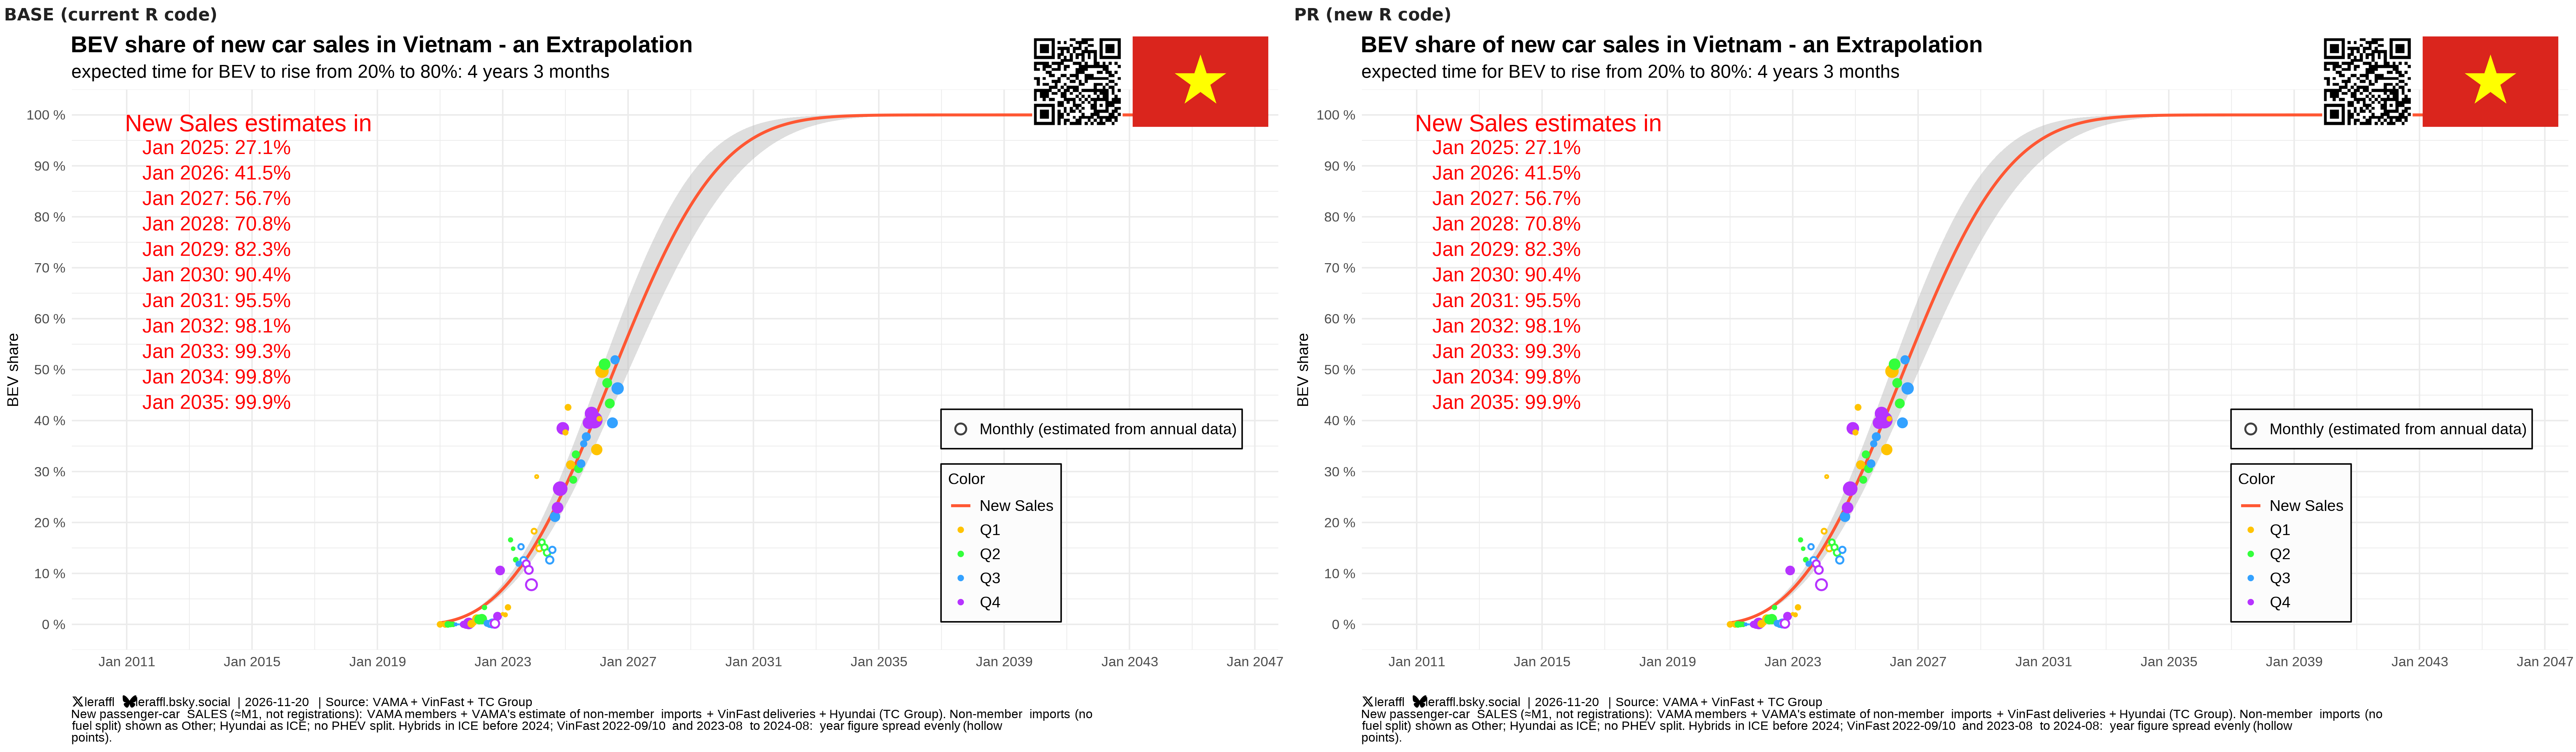 BASE (current R code)
BEV share of new car sales in Vietnam - an Extrapolation
expected time for BEV to rise from 20% to 80%: 4 years 3 months
New Sales estimates in
Jan 2025: 27.1%
Jan 2026: 41.5%
Jan 2027: 56.7%
Jan 2028: 70.8%
Jan 2029: 82.3%
Jan 2030: 90.4%
Jan 2031: 95.5%
Jan 2032: 98.1%
Jan 2033: 99.3%
Jan 2034: 99.8%
Jan 2035: 99.9%
100 %
90 %
80 %
70 %
60 %
50 %
40 %
30 %
20 %
10 %
0 %
BEV share
Monthly (estimated from annual data)
Color
New Sales
Q1
Q2
Q3
Q4
Jan 2011 Jan 2015 Jan 2019 Jan 2023 Jan 2027 Jan 2031 Jan 2035 Jan 2039 Jan 2043 Jan 2047
leraffl leraffl.bsky.social | 2026-11-20 | Source: VAMA + VinFast + TC Group
New passenger-car SALES (≈M1, not registrations): VAMA members + VAMA's estimate of non-member imports + VinFast deliveries + Hyundai (TC Group). Non-member imports (no
fuel split) shown as Other; Hyundai as ICE; no PHEV split. Hybrids in ICE before 2024; VinFast 2022-09/10 and 2023-08 to 2024-08: year figure spread evenly (hollow
points).
PR (new R code)
BEV share of new car sales in Vietnam - an Extrapolation
expected time for BEV to rise from 20% to 80%: 4 years 3 months
New Sales estimates in
Jan 2025: 27.1%
Jan 2026: 41.5%
Jan 2027: 56.7%
Jan 2028: 70.8%
Jan 2029: 82.3%
Jan 2030: 90.4%
Jan 2031: 95.5%
Jan 2032: 98.1%
Jan 2033: 99.3%
Jan 2034: 99.8%
Jan 2035: 99.9%
100 %
90 %
80 %
70 %
60 %
50 %
40 %
30 %
20 %
10 %
0 %
BEV share
Monthly (estimated from annual data)
Color
New Sales
Q1
Q2
Q3
Q4
Jan 2011 Jan 2015 Jan 2019 Jan 2023 Jan 2027 Jan 2031 Jan 2035 Jan 2039 Jan 2043 Jan 2047
leraffl leraffl.bsky.social | 2026-11-20 | Source: VAMA + VinFast + TC Group
New passenger-car SALES (≈M1, not registrations): VAMA members + VAMA's estimate of non-member imports + VinFast deliveries + Hyundai (TC Group). Non-member imports (no
fuel split) shown as Other; Hyundai as ICE; no PHEV split. Hybrids in ICE before 2024; VinFast 2022-09/10 and 2023-08 to 2024-08: year figure spread evenly (hollow
points).